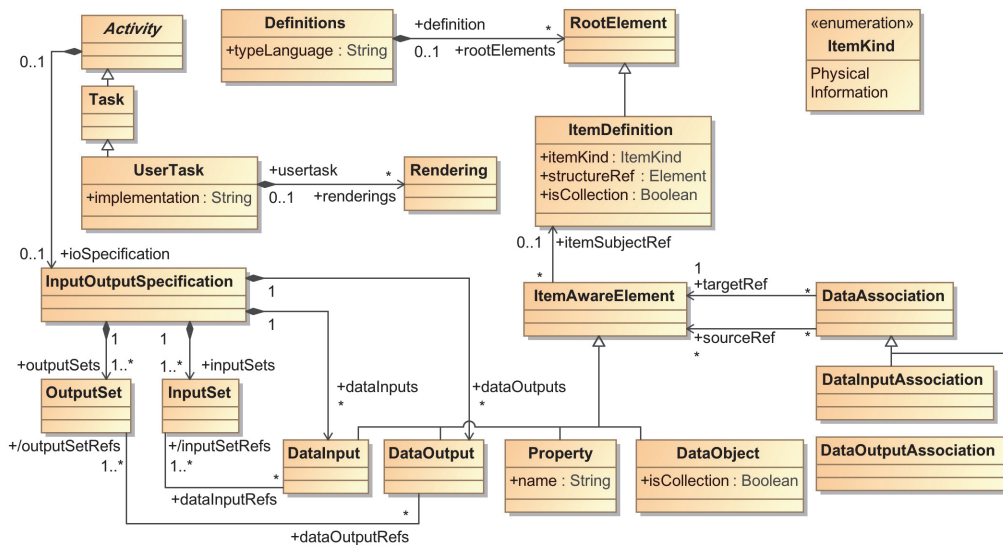 Activity
0..1
Task
UserTask
+implementation : String
Definitions
+typeLanguage : String
+definition
*
0..1
+rootElements
RootElement
«enumeration»
ItemKind
Physical
Information
+usertask
*
0..1
+renderings
Rendering
ItemDefinition
+itemKind : ItemKind
+structureRef : Element
+isCollection : Boolean
0..1
+itemSubjectRef
*
0..1
+ioSpecification
InputOutputSpecification
1
1
1
1..*
+outputSets
1
1..*
+inputSets
OutputSet
InputSet
+/outputSetRefs
1..*
+/inputSetRefs
1..*
+dataInputs
*
+dataOutputs
*
ItemAwareElement
1
+targetRef
*
+sourceRef
*
*
DataAssociation
DataInputAssociation
DataOutputAssociation
DataInput
DataOutput
Property
+name : String
DataObject
+isCollection : Boolean
*
+dataInputRefs
*
+dataOutputRefs